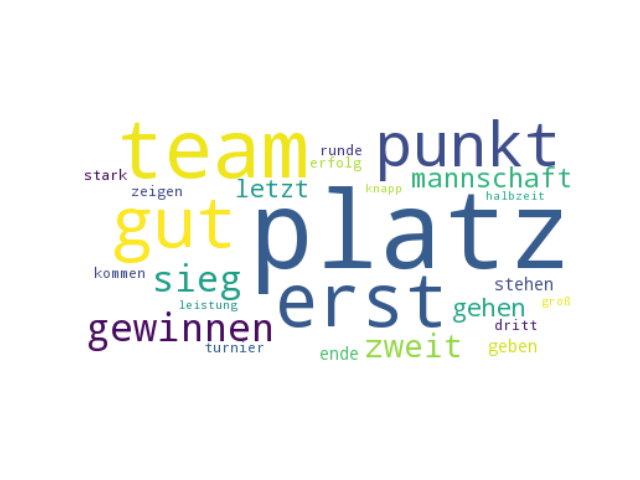 team
punkt
runde
erfolg
stark
zeigen
letzt
knapp
mannschaft
halbzeit
gut
platz
kommen
sieg
erst
stehen
leistung
gehen
groß
gewinnen
dritt
turnier
ende
zweit
geben